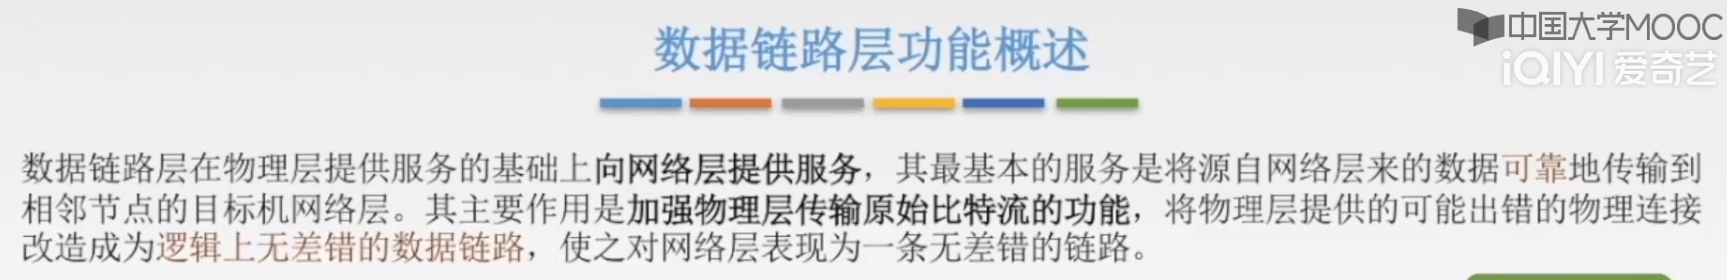 数据链路层功能概述
中国大学MOOC
iQIYI 爱奇艺
数据链路层在物理层提供服务的基础上向网络层提供服务，其最基本的服务是将源自网络层来的数据可靠地传输到
相邻节点的目标机网络层。其主要作用是加强物理层传输原始比特流的功能，将物理层提供的可能出错的物理连接
改造成为逻辑上无差错的数据链路，使之对网络层表现为一条无差错的链路。